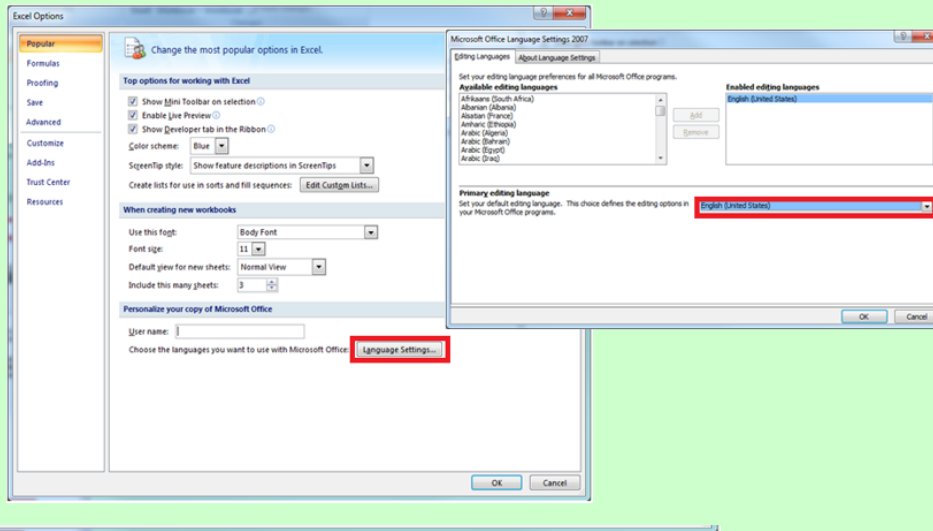 Excel Options
Popular
Formulas
Proofing
Save
Advanced
Customize
Add-Ins
Trust Center
Resources
Change the most popular options in Excel.
Top options for working with Excel
Show Mini Toolbar on selection
Enable Live Preview
Show Developer tab in the Ribbon
Color scheme: Blue
ScreenTip style: Show feature descriptions in ScreenTips
Create lists for use in sorts and fill sequences: Edit Custom Lists...
When creating new workbooks
Use this font: Body Font
Font size: 11
Default view for new sheets: Normal View
Include this many sheets: 3
Personalize your copy of Microsoft Office
User name:
Choose the languages you want to use with Microsoft Office: Language Settings...
OK Cancel
Microsoft Office Language Settings 2007
Editing Languages About Language Settings
Set your editing language preferences for all Microsoft Office programs.
Available editing languages
Afrikaans (South Africa)
Albanian (Albania)
Alsatian (France)
Amharic (Ethiopia)
Arabic (Algeria)
Arabic (Bahrain)
Arabic (Egypt)
Arabic (Iraq)
Add
Remove
Enabled editing languages
English (United States)
Primary editing language
Set your default editing language. This choice defines the editing options in
your Microsoft Office programs.
English (United States)
OK Cancel